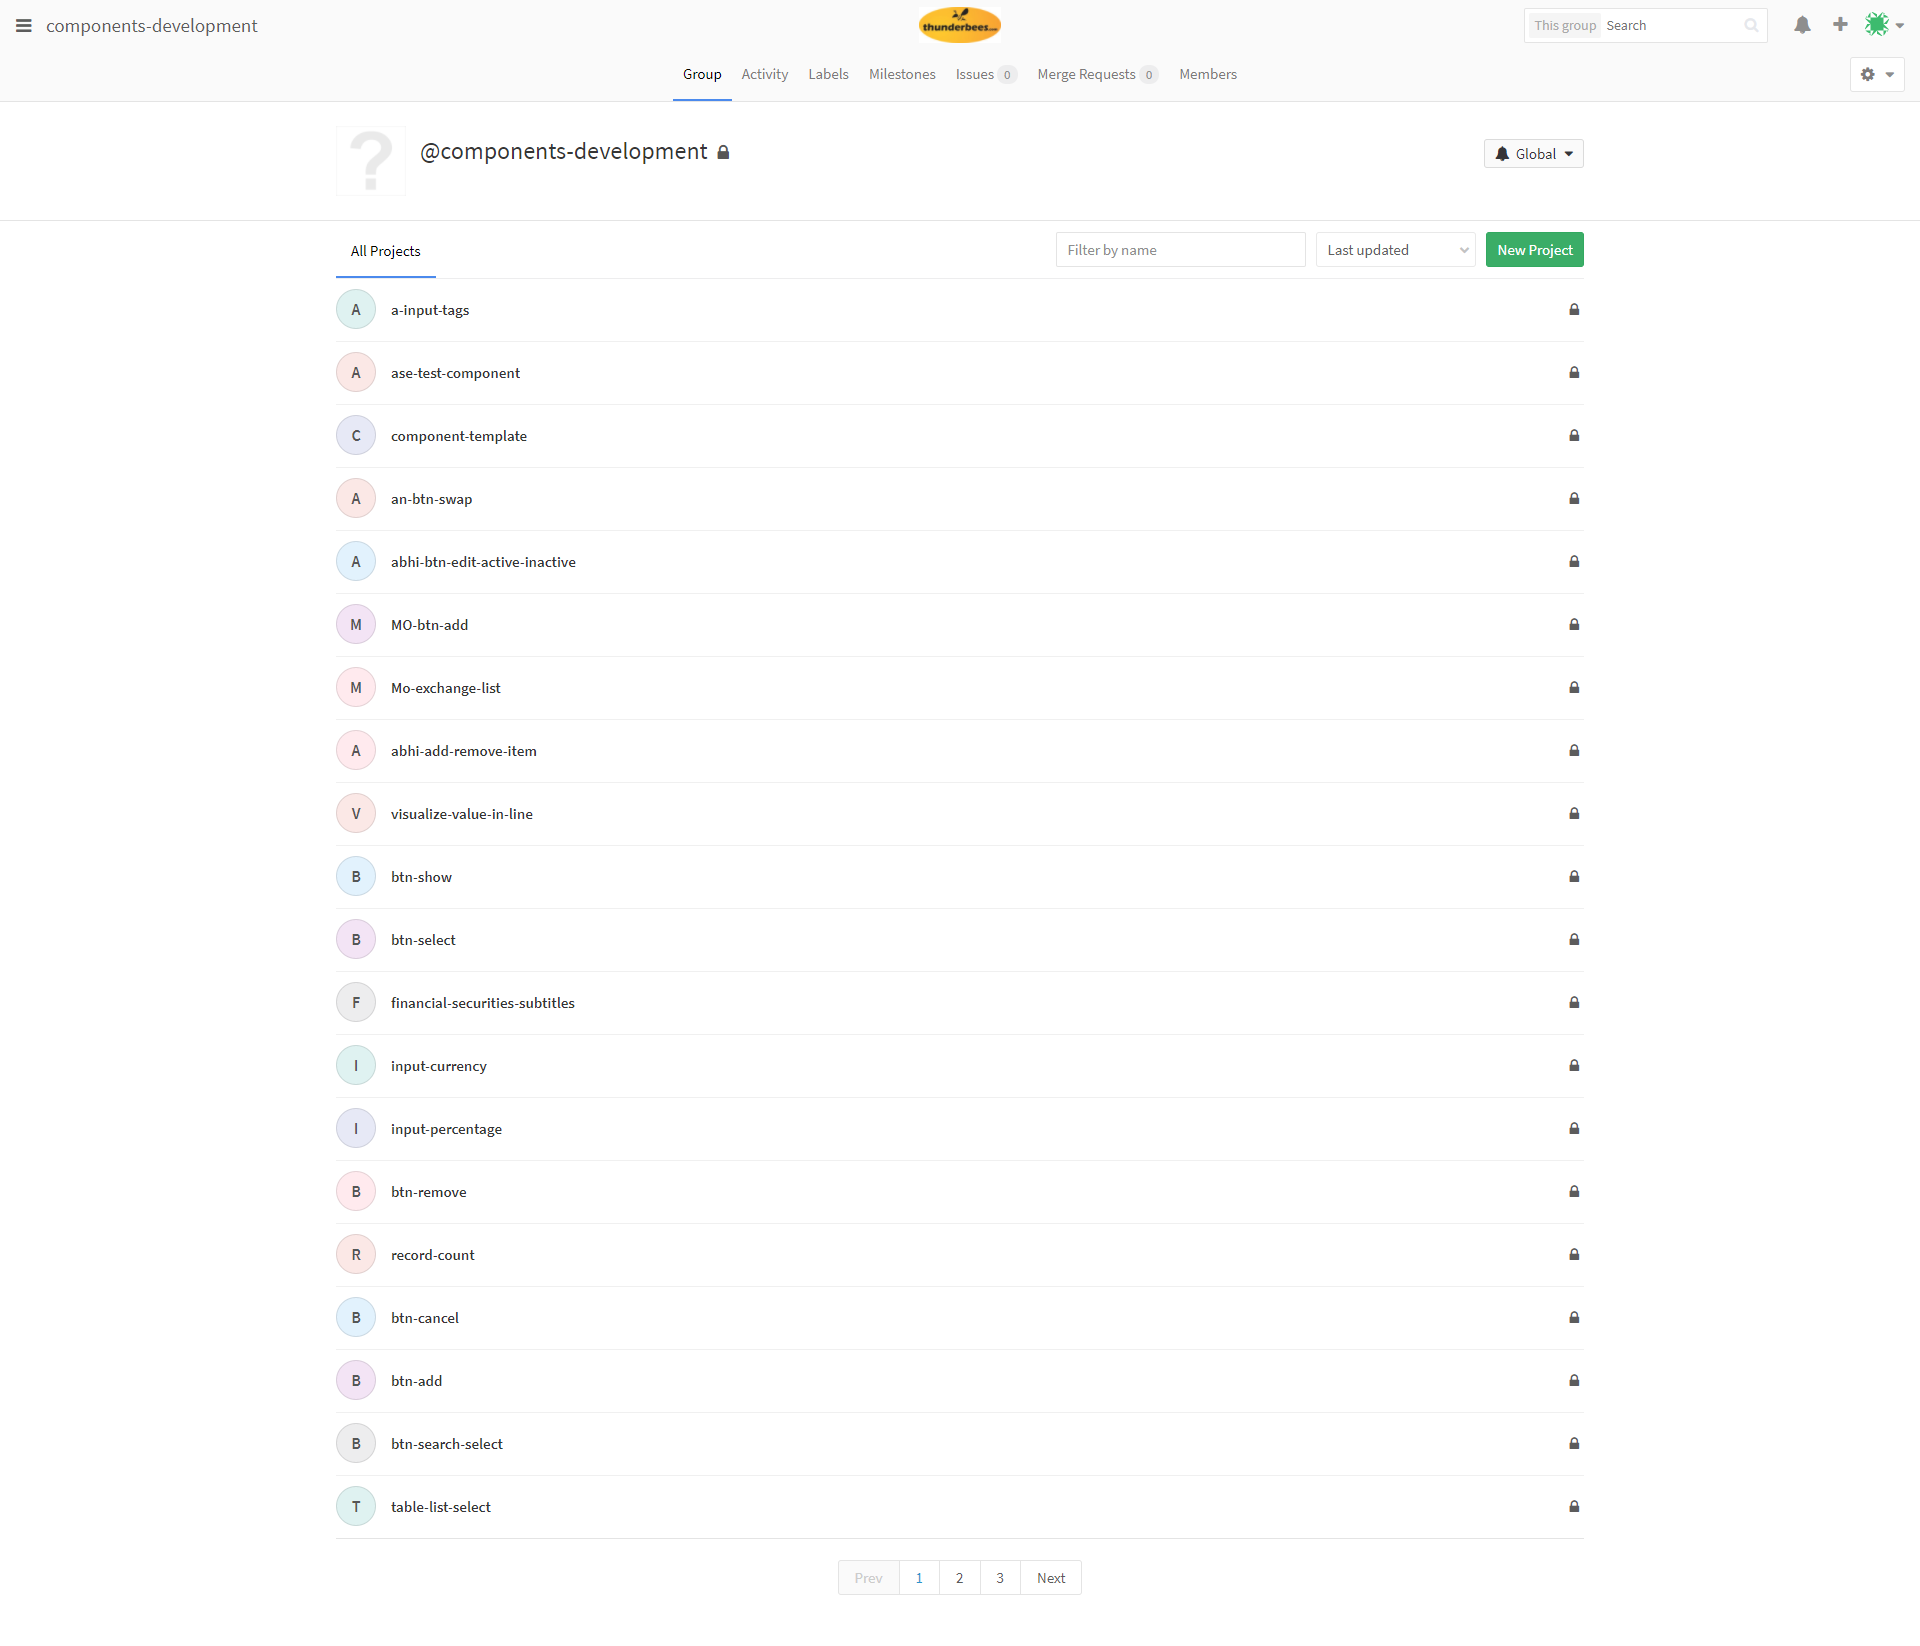 components-development
thunderbees.com
This group Search
Group Activity Labels Milestones Issues 0 Merge Requests 0 Members
?
@components-development
Global
All Projects
Filter by name
Last updated
New Project
A a-input-tags
A ase-test-component
C component-template
A an-btn-swap
A abhi-btn-edit-active-inactive
M MO-btn-add
M Mo-exchange-list
A abhi-add-remove-item
V visualize-value-in-line
B btn-show
B btn-select
F financial-securities-subtitles
I input-currency
I input-percentage
B btn-remove
R record-count
B btn-cancel
B btn-add
B btn-search-select
T table-list-select
Prev 1 2 3 Next